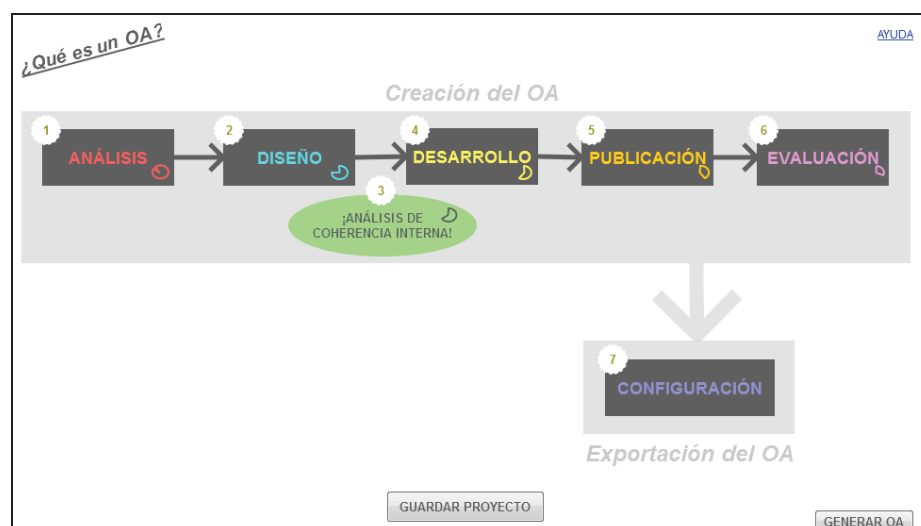 ¿Qué es un OA?
AYUDA
Creación del OA
1
ANÁLISIS
2
DISEÑO
4
DESARROLLO
5
PUBLICACIÓN
6
EVALUACIÓN
3
¡ANÁLISIS DE
COHERENCIA INTERNA!
7
CONFIGURACIÓN
Exportación del OA
GUARDAR PROYECTO
GENERAR OA